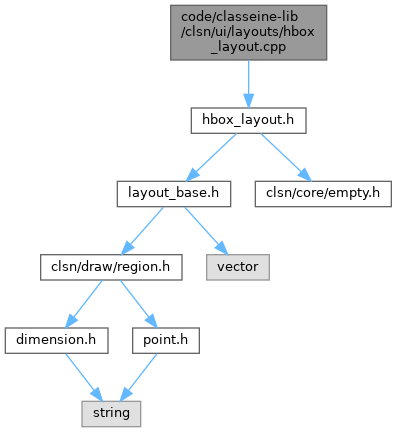 code/classeine-lib
/clsn/ui/layouts/hbox
_layout.cpp
hbox_layout.h
layout_base.h
clsn/core/empty.h
clsn/draw/region.h
vector
dimension.h
point.h
string